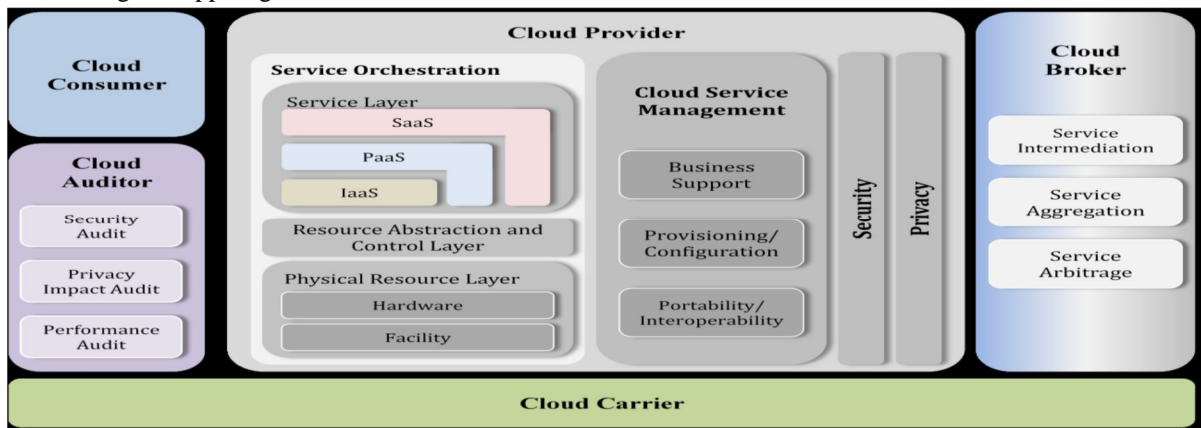 Cloud
Consumer
Cloud
Auditor
Security
Audit
Privacy
Impact Audit
Performance
Audit
Cloud Provider
Service Orchestration
Service Layer
SaaS
PaaS
IaaS
Resource Abstraction and
Control Layer
Physical Resource Layer
Hardware
Facility
Cloud Service
Management
Business
Support
Provisioning/
Configuration
Portability/
Interoperability
Security
Privacy
Cloud
Broker
Service
Intermediation
Service
Aggregation
Service
Arbitrage
Cloud Carrier